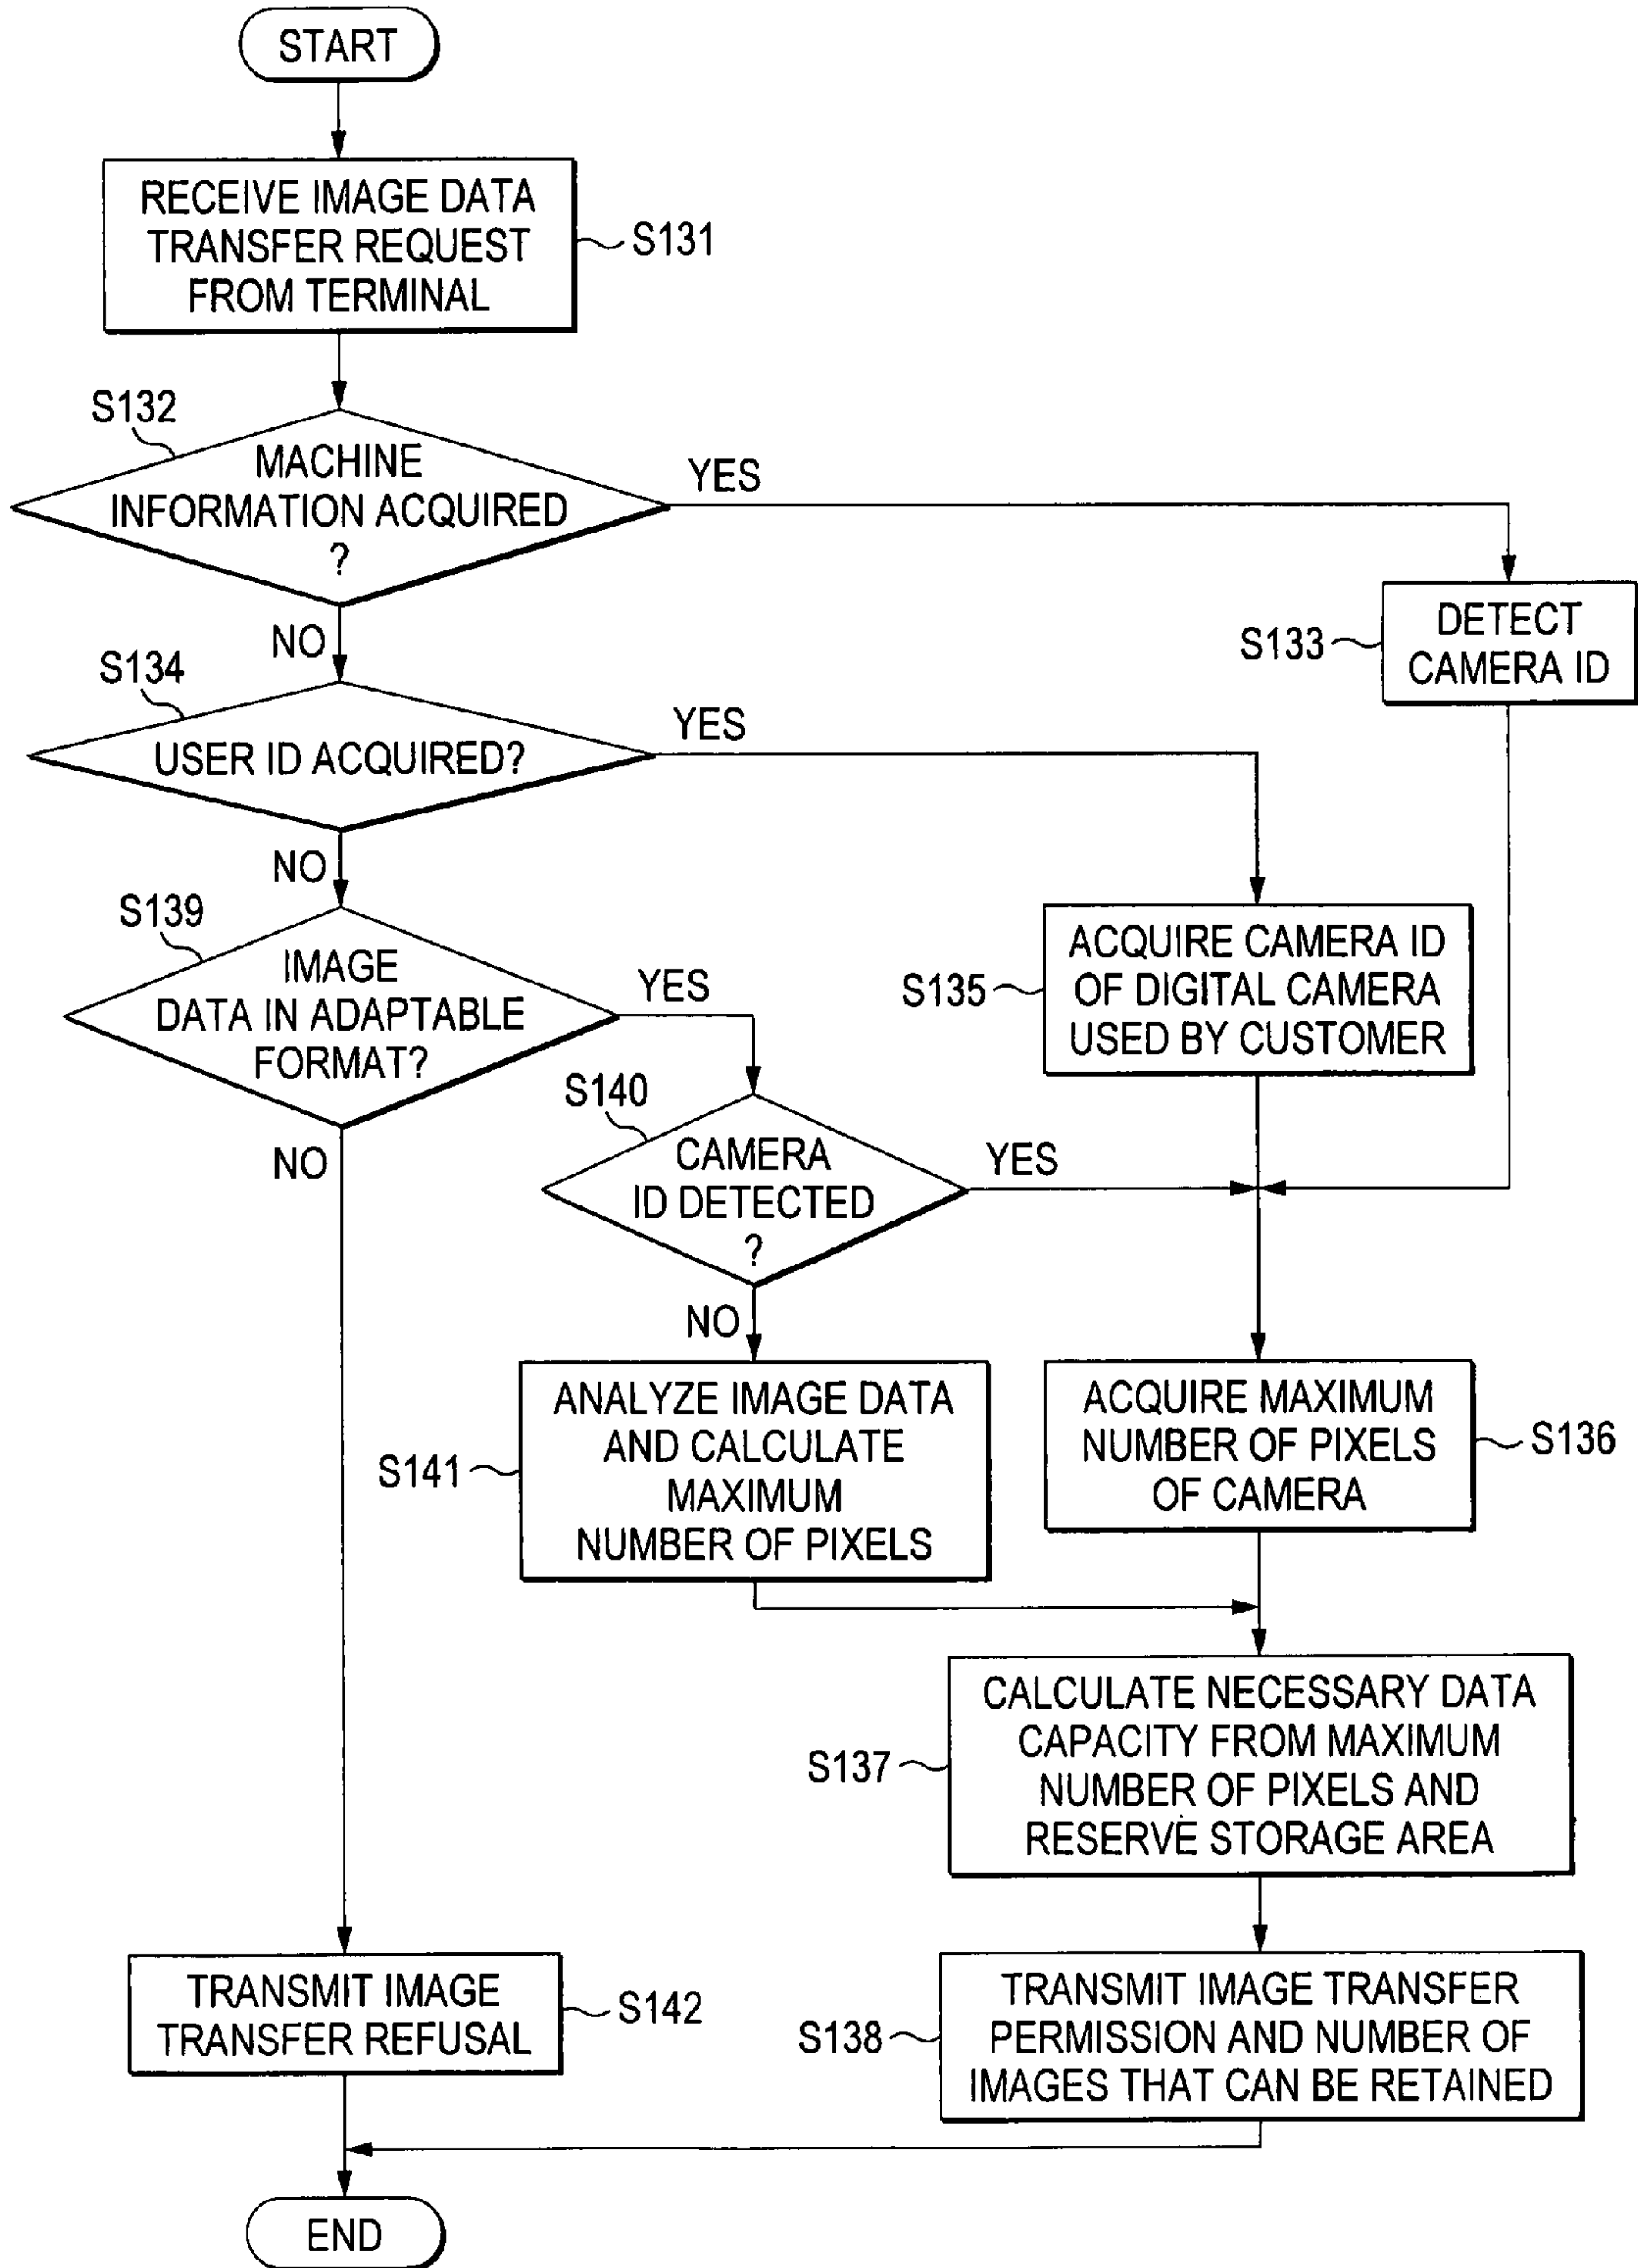 START
RECEIVE IMAGE DATA
TRANSFER REQUEST
FROM TERMINAL
S131
S132
MACHINE
INFORMATION ACQUIRED
?
YES
NO
DETECT
CAMERA ID
S133
S134
USER ID ACQUIRED?
YES
NO
ACQUIRE CAMERA ID
OF DIGITAL CAMERA
USED BY CUSTOMER
S135
S139
IMAGE
DATA IN ADAPTABLE
FORMAT?
YES
NO
S140
CAMERA
ID DETECTED
?
YES
NO
ANALYZE IMAGE DATA
AND CALCULATE
MAXIMUM
NUMBER OF PIXELS
S141
ACQUIRE MAXIMUM
NUMBER OF PIXELS
OF CAMERA
S136
CALCULATE NECESSARY DATA
CAPACITY FROM MAXIMUM
NUMBER OF PIXELS AND
RESERVE STORAGE AREA
S137
TRANSMIT IMAGE
TRANSFER REFUSAL
S142
TRANSMIT IMAGE TRANSFER
PERMISSION AND NUMBER OF
IMAGES THAT CAN BE RETAINED
S138
END